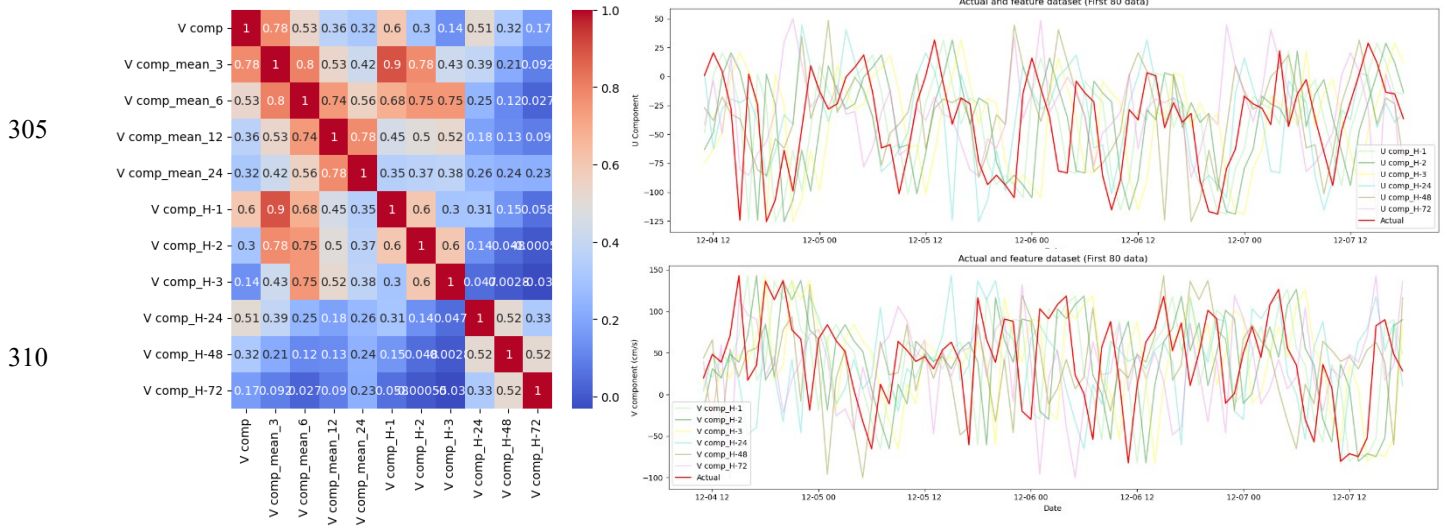 305
310
V comp 1 0.78 0.53 0.36 0.32 0.6 0.3 0.14 0.51 0.32 0.17
V comp_mean_3 0.78 1 0.8 0.53 0.42 0.9 0.78 0.43 0.39 0.21 0.092
V comp_mean_6 0.53 0.8 1 0.74 0.56 0.68 0.75 0.75 0.25 0.12 0.027
V comp_mean_12 0.36 0.53 0.74 1 0.78 0.45 0.5 0.52 0.18 0.13 0.09
V comp_mean_24 0.32 0.42 0.56 0.78 1 0.35 0.37 0.38 0.26 0.24 0.23
V comp_H-1 0.6 0.9 0.68 0.45 0.35 1 0.6 0.3 0.31 0.15 0.058
V comp_H-2 0.3 0.78 0.75 0.5 0.37 0.6 1 0.6 0.14
V comp_H-3 0.14 0.43 0.75 0.52 0.38 0.3 0.6 1 0.047 0.0028
V comp_H-24 0.51 0.39 0.25 0.18 0.26 0.31 0.14 0.047 1 0.52 0.33
V comp_H-48 0.32 0.21 0.12 0.13 0.24 0.15 0.52 1 0.52
V comp_H-72 0.17 0.092 0.027 0.09 0.23 0.33 0.52 1
V comp V comp_mean_3 V comp_mean_6 V comp_mean_12 V comp_mean_24 V comp_H-1 V comp_H-2 V comp_H-3 V comp_H-24 V comp_H-48 V comp_H-72
1.0
0.8
0.6
0.4
0.2
0.0
Actual and feature dataset (First 80 data)
U Component
50
25
0
−25
−50
−75
−100
−125
U comp_H-1
U comp_H-2
U comp_H-3
U comp_H-24
U comp_H-48
U comp_H-72
Actual
12-04 12 12-05 00 12-05 12 12-06 00 12-06 12 12-07 00 12-07 12
Actual and feature dataset (First 80 data)
V component (cm/s)
150
100
50
0
−50
−100
V comp_H-1
V comp_H-2
V comp_H-3
V comp_H-24
V comp_H-48
V comp_H-72
Actual
12-04 12 12-05 00 12-05 12 12-06 00 12-06 12 12-07 00 12-07 12
Date